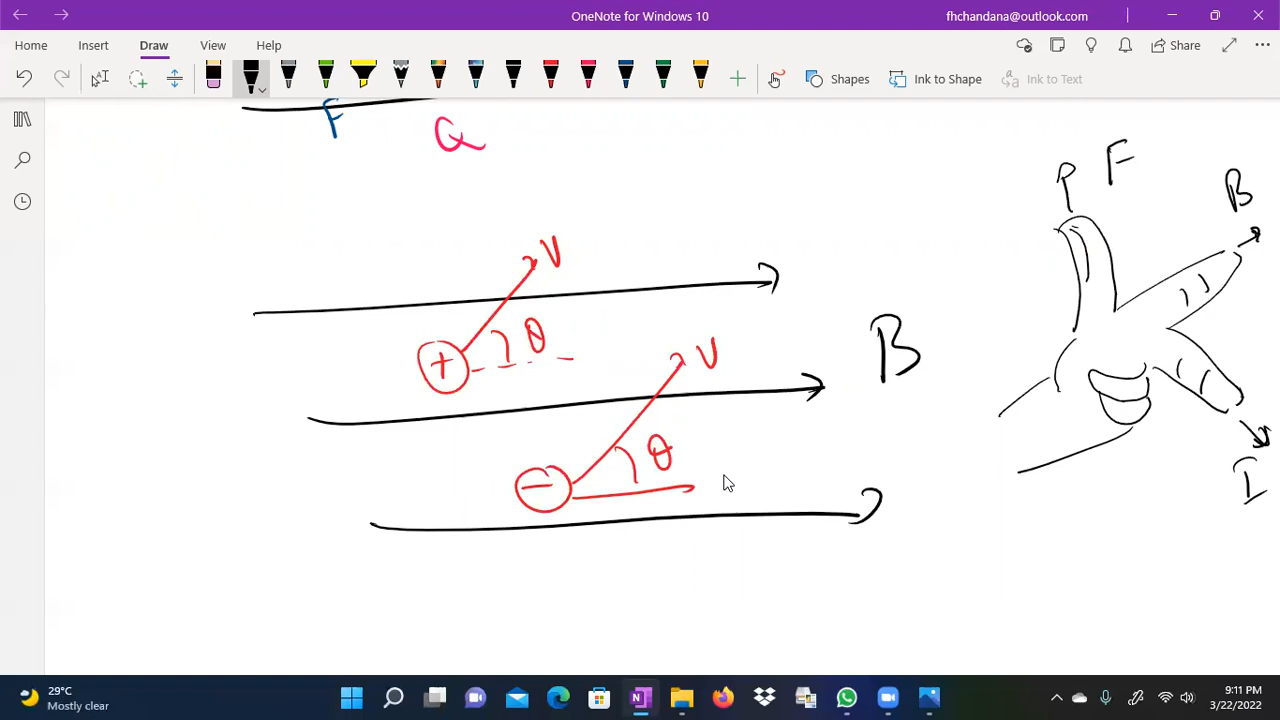 OneNote for Windows 10
fhchandana@outlook.com
Home
Insert
Draw
View
Help
Share
Shapes
Ink to Shape
Ink to Text
F
Q
P
F
B
V
θ
+
V
B
θ
−
I
29°C
Mostly clear
9:11 PM
3/22/2022